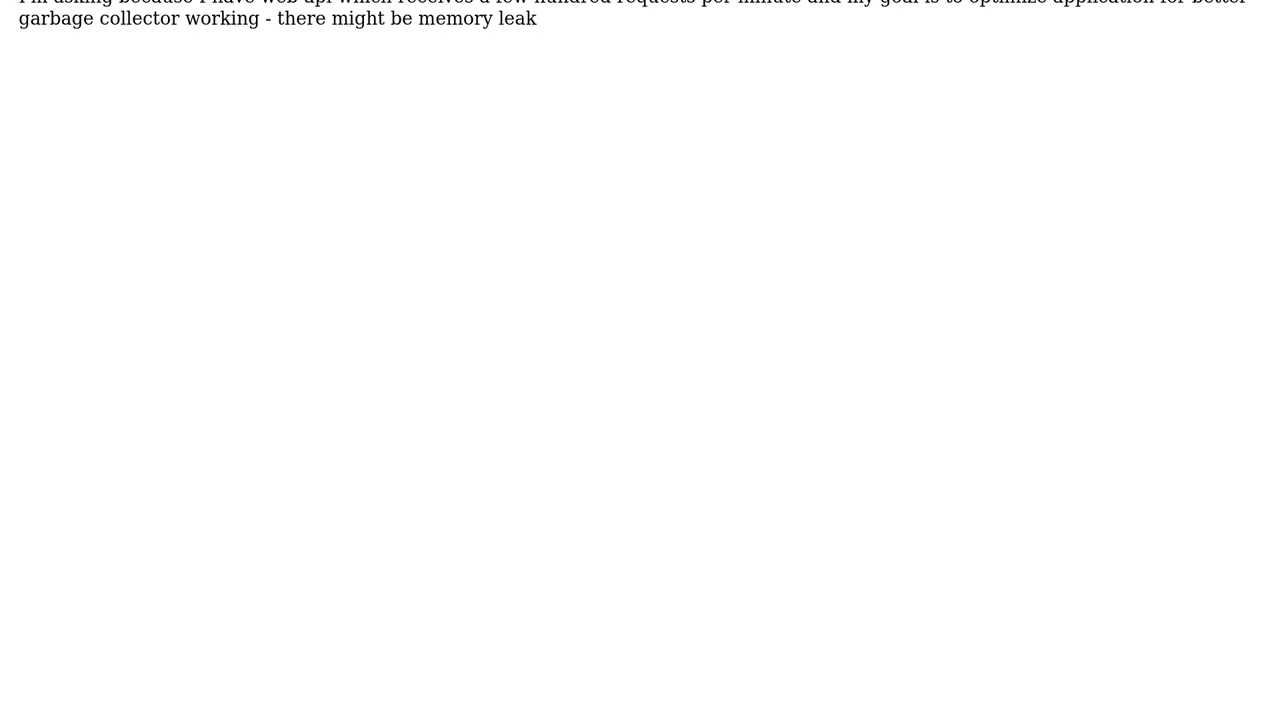 I'm asking because I have web api which receives a few hundred requests per minute and my goal is to optimize application for better
garbage collector working - there might be memory leak